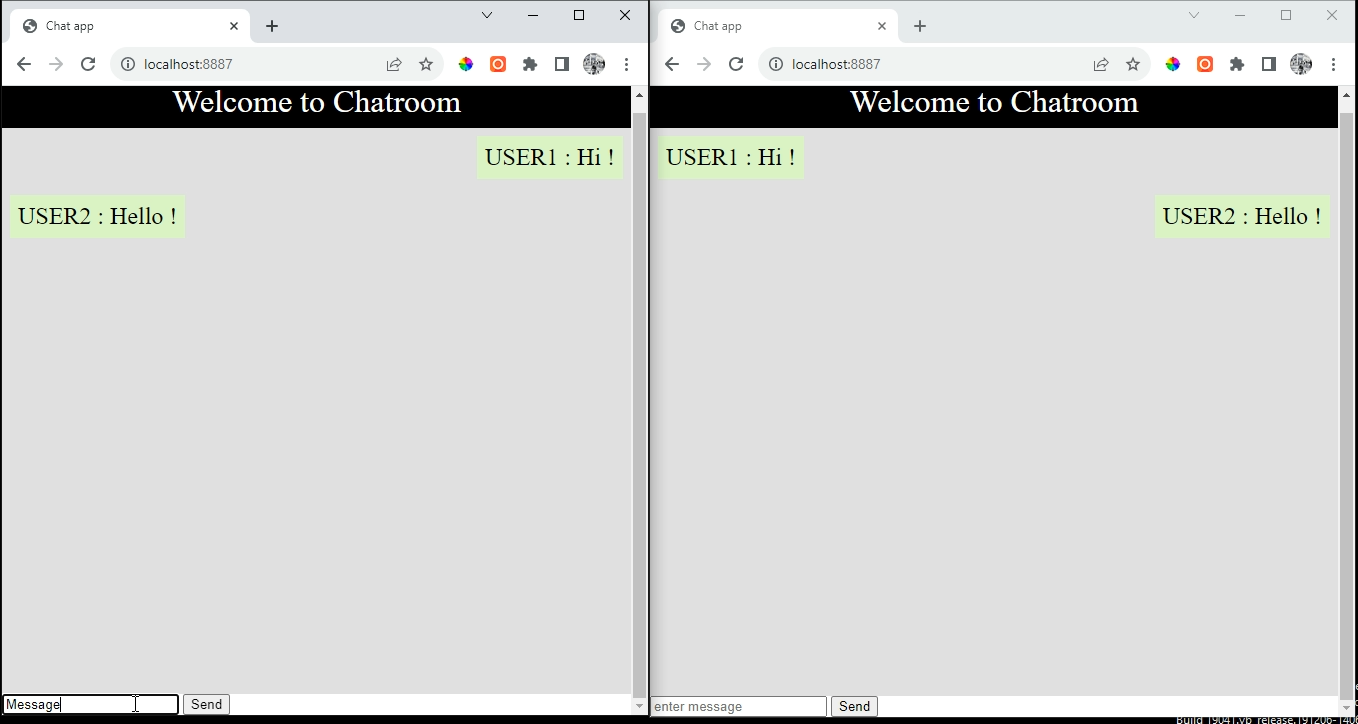 Chat app
localhost:8887
Welcome to Chatroom
USER1 : Hi !
USER2 : Hello !
Message
Send
Chat app
localhost:8887
Welcome to Chatroom
USER1 : Hi !
USER2 : Hello !
enter message
Send
Build 19041.vb_release.191206-140